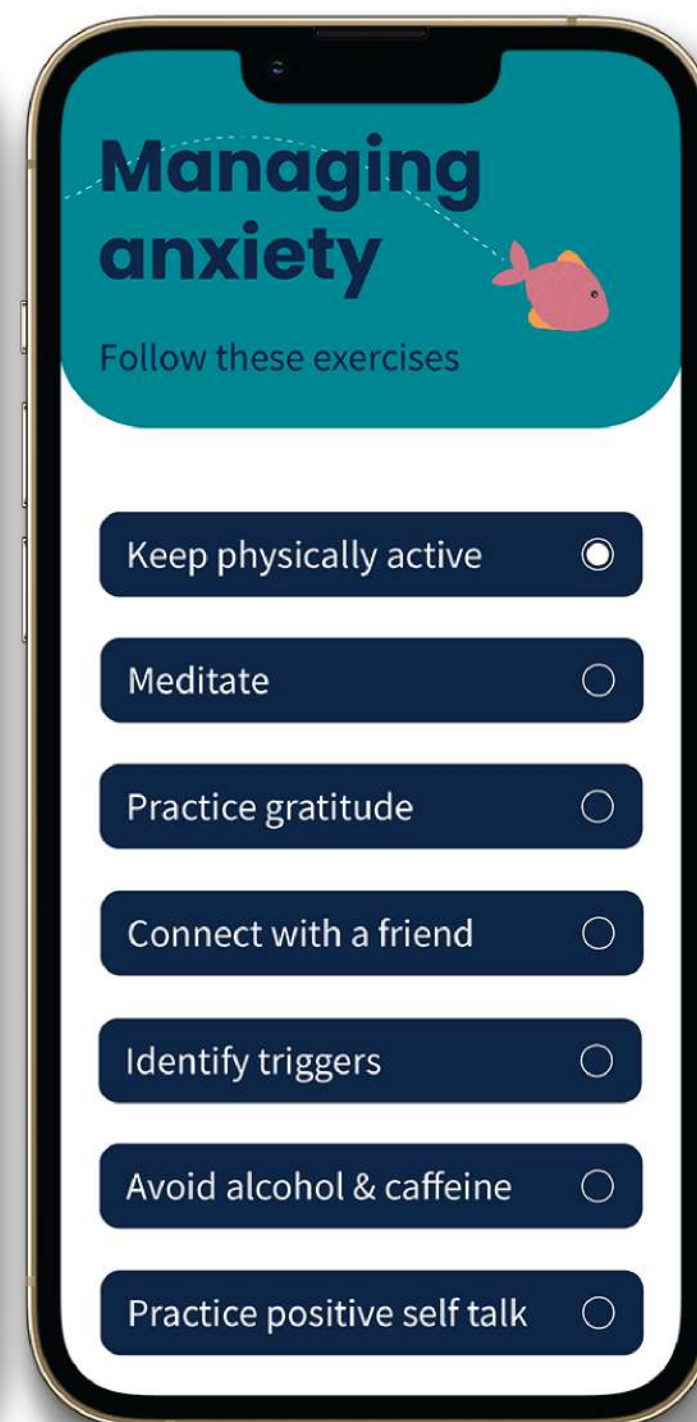 Managing
anxiety
Follow these exercises
Keep physically active
Meditate
Practice gratitude
Connect with a friend
Identify triggers
Avoid alcohol & caffeine
Practice positive self talk